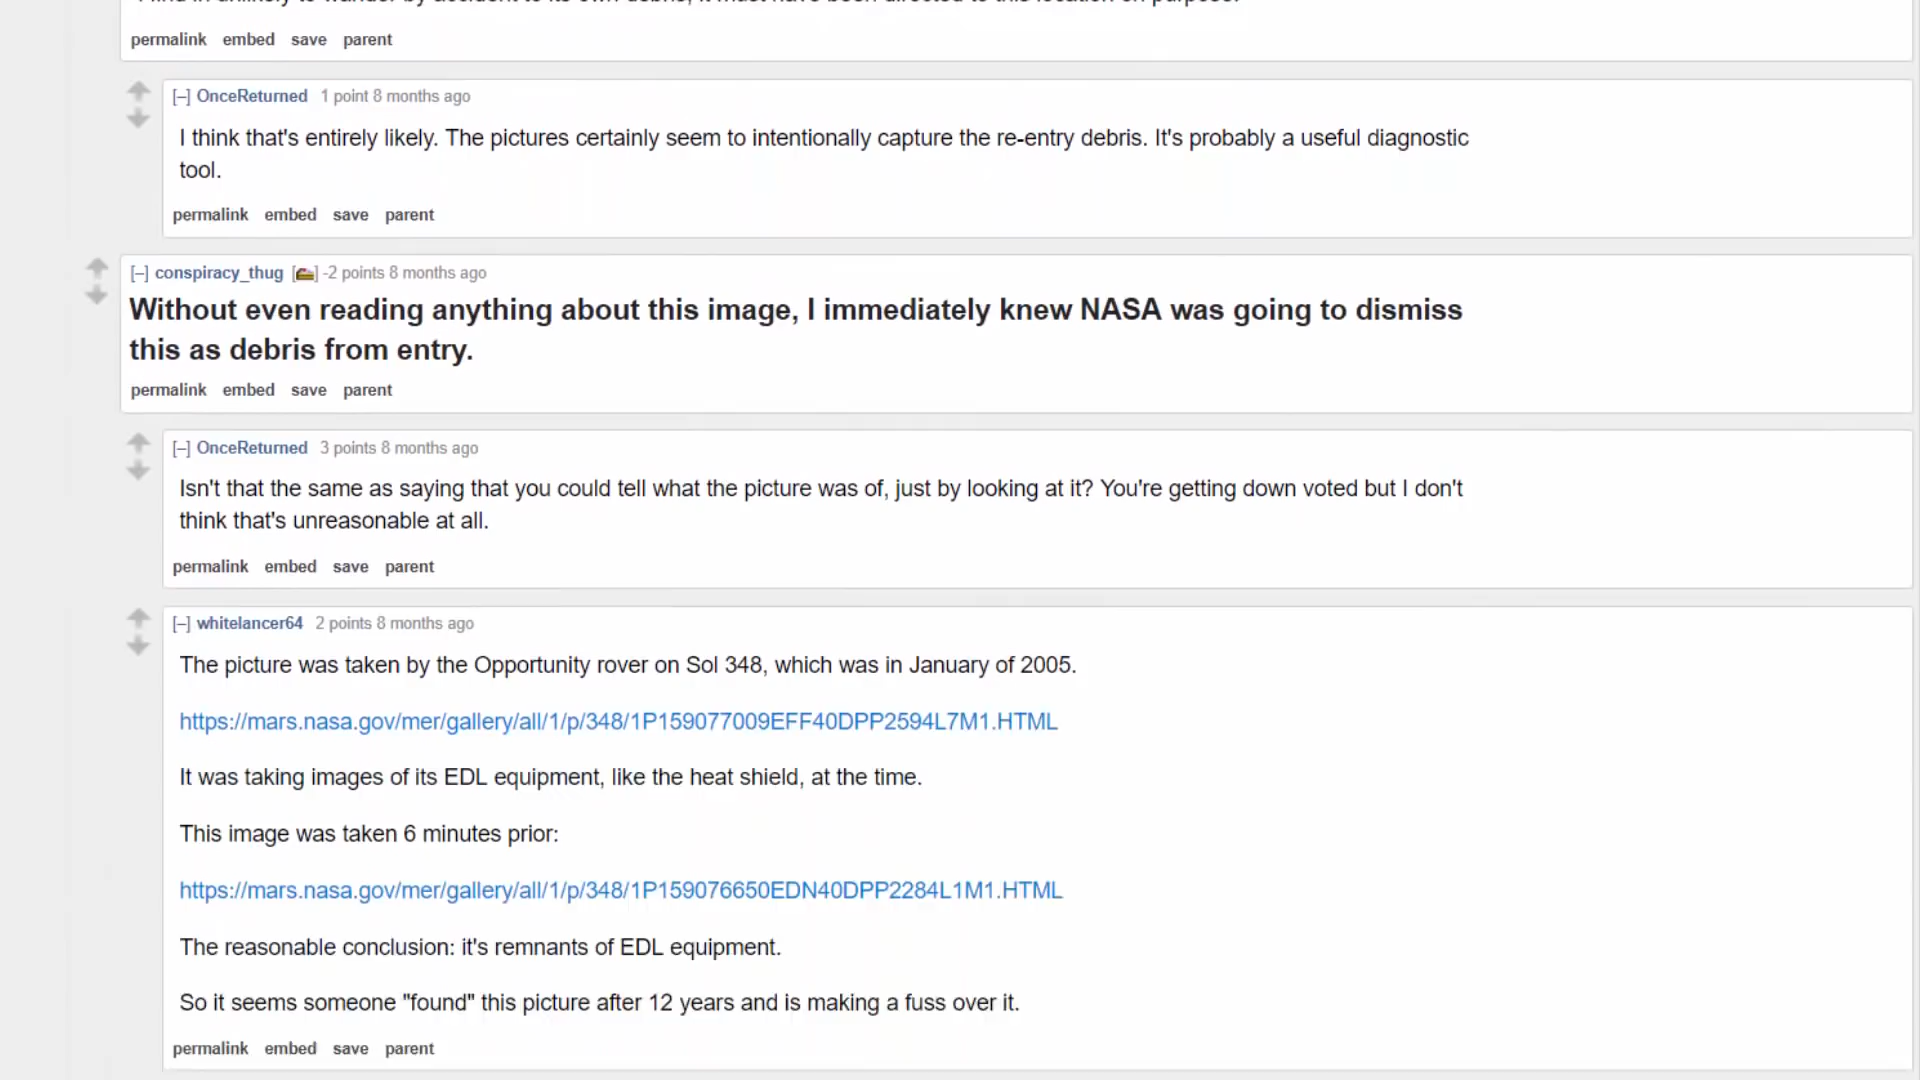 permalink embed save parent
[–] OnceReturned 1 point 8 months ago
I think that's entirely likely. The pictures certainly seem to intentionally capture the re-entry debris. It's probably a useful diagnostic
tool.
permalink embed save parent
[–] conspiracy_thug [🍰] -2 points 8 months ago
Without even reading anything about this image, I immediately knew NASA was going to dismiss
this as debris from entry.
permalink embed save parent
[–] OnceReturned 3 points 8 months ago
Isn't that the same as saying that you could tell what the picture was of, just by looking at it? You're getting down voted but I don't
think that's unreasonable at all.
permalink embed save parent
[–] whitelancer64 2 points 8 months ago
The picture was taken by the Opportunity rover on Sol 348, which was in January of 2005.
https://mars.nasa.gov/mer/gallery/all/1/p/348/1P159077009EFF40DPP2594L7M1.HTML
It was taking images of its EDL equipment, like the heat shield, at the time.
This image was taken 6 minutes prior:
https://mars.nasa.gov/mer/gallery/all/1/p/348/1P159076650EDN40DPP2284L1M1.HTML
The reasonable conclusion: it's remnants of EDL equipment.
So it seems someone "found" this picture after 12 years and is making a fuss over it.
permalink embed save parent